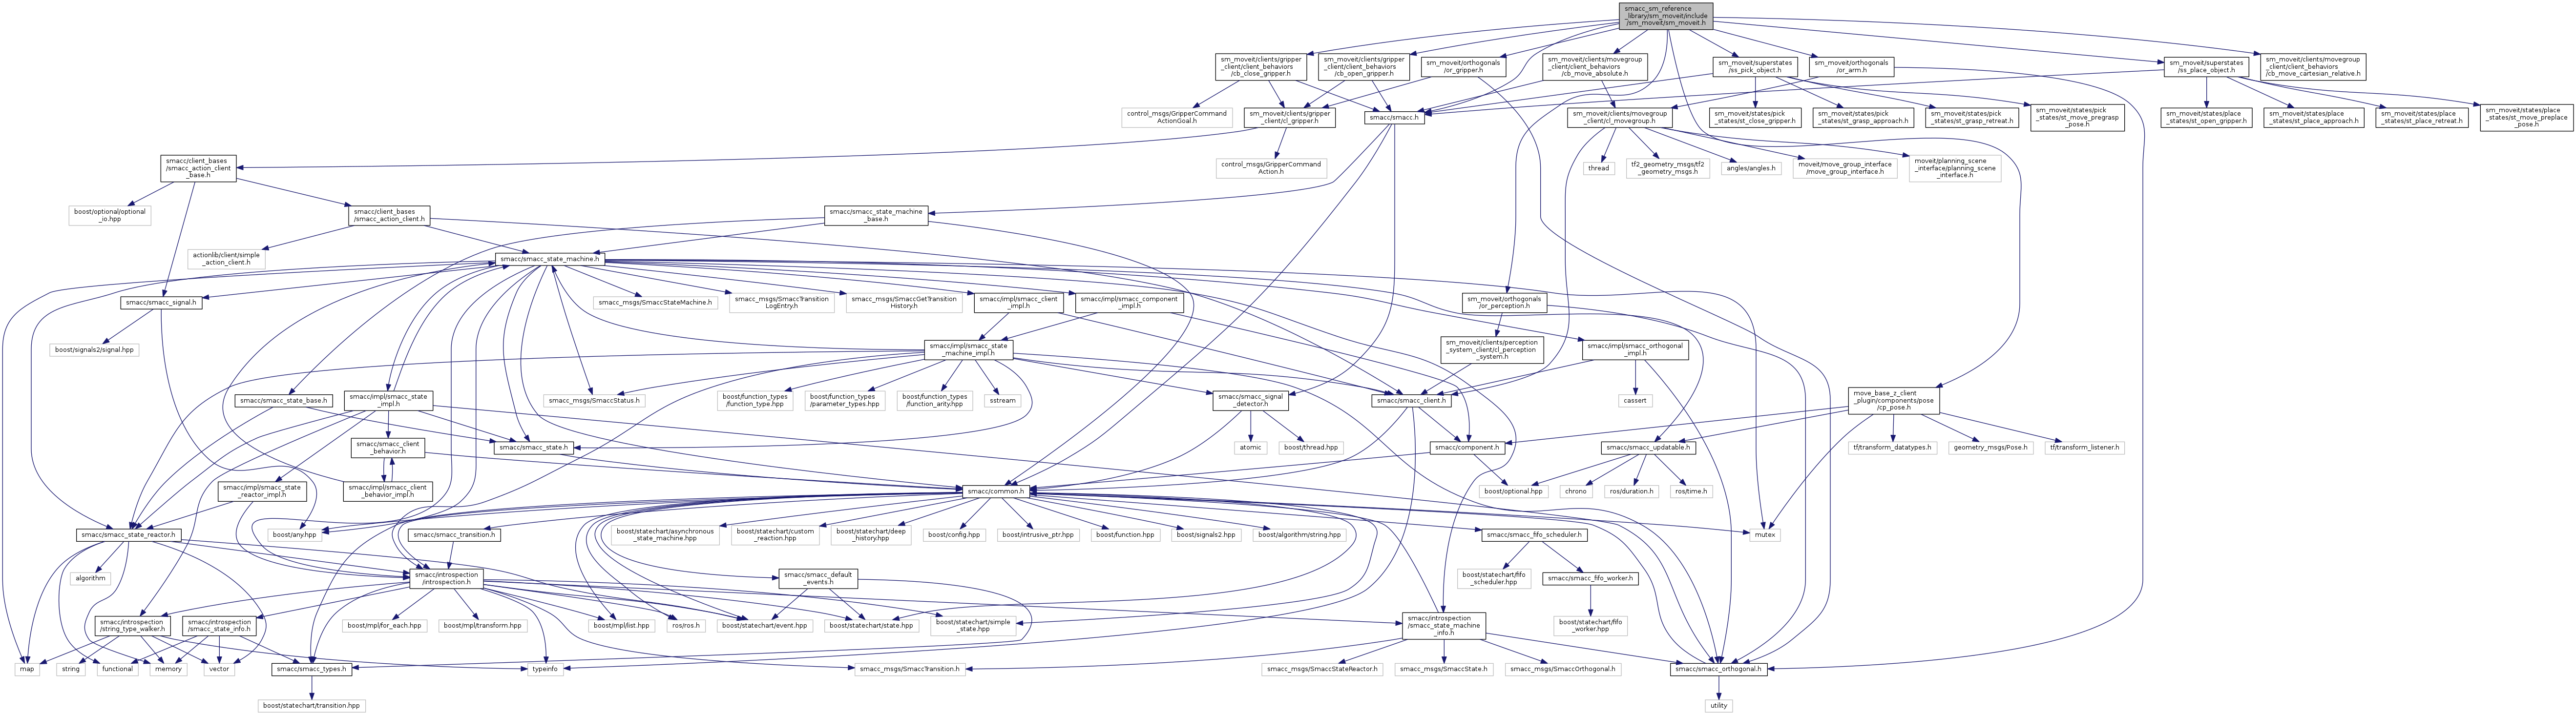 smacc_sm_reference
_library/sm_moveit/include
/sm_moveit/sm_moveit.h
sm_moveit/clients/gripper
_client/client_behaviors
/cb_close_gripper.h
sm_moveit/clients/gripper
_client/client_behaviors
/cb_open_gripper.h
sm_moveit/orthogonals
/or_gripper.h
sm_moveit/clients/movegroup
_client/client_behaviors
/cb_move_absolute.h
sm_moveit/superstates
/ss_pick_object.h
sm_moveit/orthogonals
/or_arm.h
sm_moveit/superstates
/ss_place_object.h
sm_moveit/clients/movegroup
_client/client_behaviors
/cb_move_cartesian_relative.h
control_msgs/GripperCommand
ActionGoal.h
sm_moveit/clients/gripper
_client/cl_gripper.h
smacc/smacc.h
sm_moveit/clients/movegroup
_client/cl_movegroup.h
sm_moveit/states/pick
_states/st_close_gripper.h
sm_moveit/states/pick
_states/st_grasp_approach.h
sm_moveit/states/pick
_states/st_grasp_retreat.h
sm_moveit/states/pick
_states/st_move_pregrasp
_pose.h
sm_moveit/states/place
_states/st_open_gripper.h
sm_moveit/states/place
_states/st_place_approach.h
sm_moveit/states/place
_states/st_place_retreat.h
sm_moveit/states/place
_states/st_move_preplace
_pose.h
smacc/client_bases
/smacc_action_client
_base.h
control_msgs/GripperCommand
Action.h
thread
tf2_geometry_msgs/tf2
_geometry_msgs.h
angles/angles.h
moveit/move_group_interface
/move_group_interface.h
moveit/planning_scene
_interface/planning_scene
_interface.h
boost/optional/optional
_io.hpp
smacc/client_bases
/smacc_action_client.h
smacc/smacc_state_machine
_base.h
actionlib/client/simple
_action_client.h
smacc/smacc_state_machine.h
smacc/smacc_signal.h
smacc_msgs/SmaccStateMachine.h
smacc_msgs/SmaccTransition
LogEntry.h
smacc_msgs/SmaccGetTransition
History.h
smacc/impl/smacc_client
_impl.h
smacc/impl/smacc_component
_impl.h
sm_moveit/orthogonals
/or_perception.h
boost/signals2/signal.hpp
smacc/impl/smacc_state
_machine_impl.h
sm_moveit/clients/perception
_system_client/cl_perception
_system.h
smacc/impl/smacc_orthogonal
_impl.h
smacc/smacc_state_base.h
smacc/impl/smacc_state
_impl.h
smacc_msgs/SmaccStatus.h
boost/function_types
/function_type.hpp
boost/function_types
/parameter_types.hpp
boost/function_types
/function_arity.hpp
sstream
smacc/smacc_signal
_detector.h
smacc/smacc_client.h
cassert
move_base_z_client
_plugin/components/pose
/cp_pose.h
smacc/smacc_client
_behavior.h
smacc/smacc_state.h
atomic
boost/thread.hpp
smacc/component.h
smacc/smacc_updatable.h
tf/transform_datatypes.h
geometry_msgs/Pose.h
tf/transform_listener.h
smacc/impl/smacc_state
_reactor_impl.h
smacc/impl/smacc_client
_behavior_impl.h
smacc/common.h
boost/optional.hpp
chrono
ros/duration.h
ros/time.h
smacc/smacc_state_reactor.h
boost/any.hpp
smacc/smacc_transition.h
boost/statechart/asynchronous
_state_machine.hpp
boost/statechart/custom
_reaction.hpp
boost/statechart/deep
_history.hpp
boost/config.hpp
boost/intrusive_ptr.hpp
boost/function.hpp
boost/signals2.hpp
boost/algorithm/string.hpp
smacc/smacc_fifo_scheduler.h
mutex
algorithm
smacc/introspection
/introspection.h
smacc/smacc_default
_events.h
boost/statechart/fifo
_scheduler.hpp
smacc/smacc_fifo_worker.h
smacc/introspection
/string_type_walker.h
smacc/introspection
/smacc_state_info.h
boost/mpl/for_each.hpp
boost/mpl/transform.hpp
boost/mpl/list.hpp
ros/ros.h
boost/statechart/event.hpp
boost/statechart/state.hpp
boost/statechart/simple
_state.hpp
smacc/introspection
/smacc_state_machine
_info.h
boost/statechart/fifo
_worker.hpp
map
string
functional
memory
vector
smacc/smacc_types.h
typeinfo
smacc_msgs/SmaccTransition.h
smacc_msgs/SmaccStateReactor.h
smacc_msgs/SmaccState.h
smacc_msgs/SmaccOrthogonal.h
smacc/smacc_orthogonal.h
boost/statechart/transition.hpp
utility